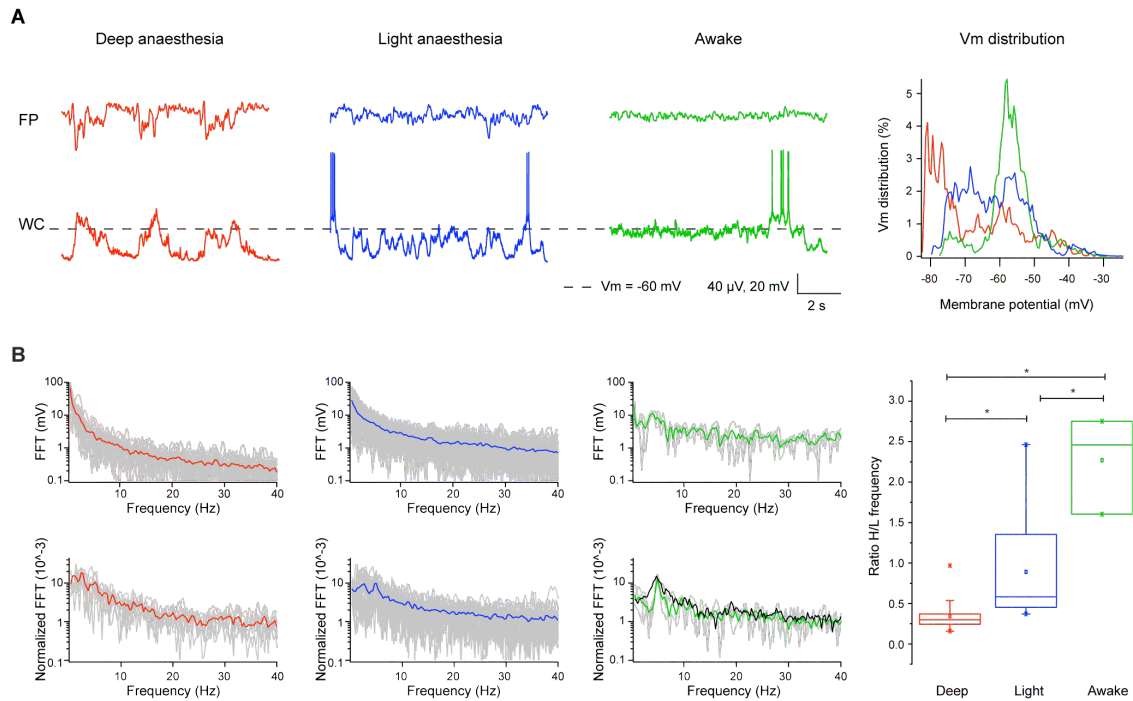 A
Deep anaesthesia
Light anaesthesia
Awake
Vm distribution
FP
WC
Vm = -60 mV
40 µV, 20 mV
2 s
Vm distribution (%)
5
4
3
2
1
0
-80 -70 -60 -50 -40 -30
Membrane potential (mV)
B
FFT (mV)
100
10
1
0.1
10 20 30 40
Frequency (Hz)
FFT (mV)
100
10
1
0.1
10 20 30 40
Frequency (Hz)
FFT (mV)
100
10
1
0.1
10 20 30 40
Frequency (Hz)
Normalized FFT (10^-3)
10
1
0.1
10 20 30 40
Frequency (Hz)
Normalized FFT (10^-3)
10
1
0.1
10 20 30 40
Frequency (Hz)
Normalized FFT (10^-3)
10
1
0.1
10 20 30 40
Frequency (Hz)
Ratio H/L frequency
3.0
2.5
2.0
1.5
1.0
0.5
0.0
*
*
*
Deep Light Awake